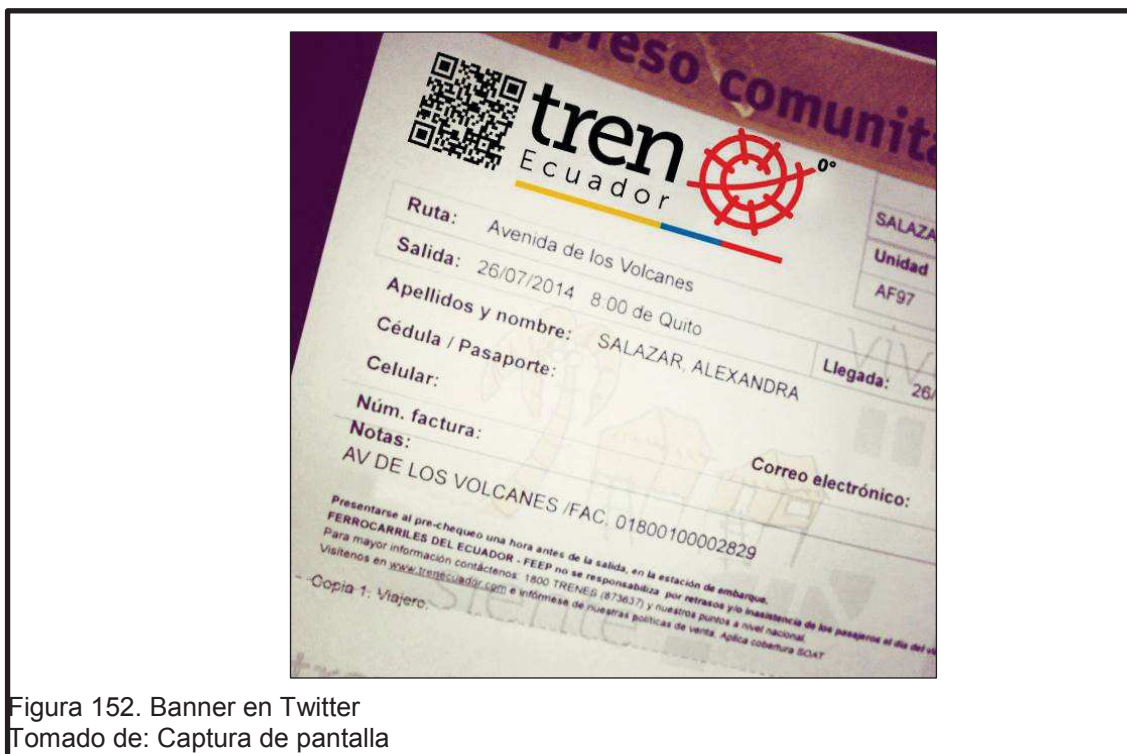 preso comunita
tren
Ecuador
0°
SALAZA
Unidad
AF97
Ruta: Avenida de los Volcanes
Salida: 26/07/2014 8:00 de Quito
Llegada: 26/
Apellidos y nombre: SALAZAR, ALEXANDRA
Cédula / Pasaporte:
Celular:
Correo electrónico:
Núm. factura:
Notas:
AV DE LOS VOLCANES /FAC. 01800100002829
Presentarse al pre-chequeo una hora antes de la salida, en la estación de embarque.
FERROCARRILES DEL ECUADOR - FEEP no se responsabiliza por retrasos y/o inasistencia de los pasajeros el día del
Para mayor información contáctenos: 1800 TRENES (873637) y nuestros puntos a nivel nacional.
Visítenos en www.trenecuador.com e infórmese de nuestras políticas de venta. Aplica cobertura SOAT
Copia 1: Viajero.
siente
Figura 152. Banner en Twitter
Tomado de: Captura de pantalla